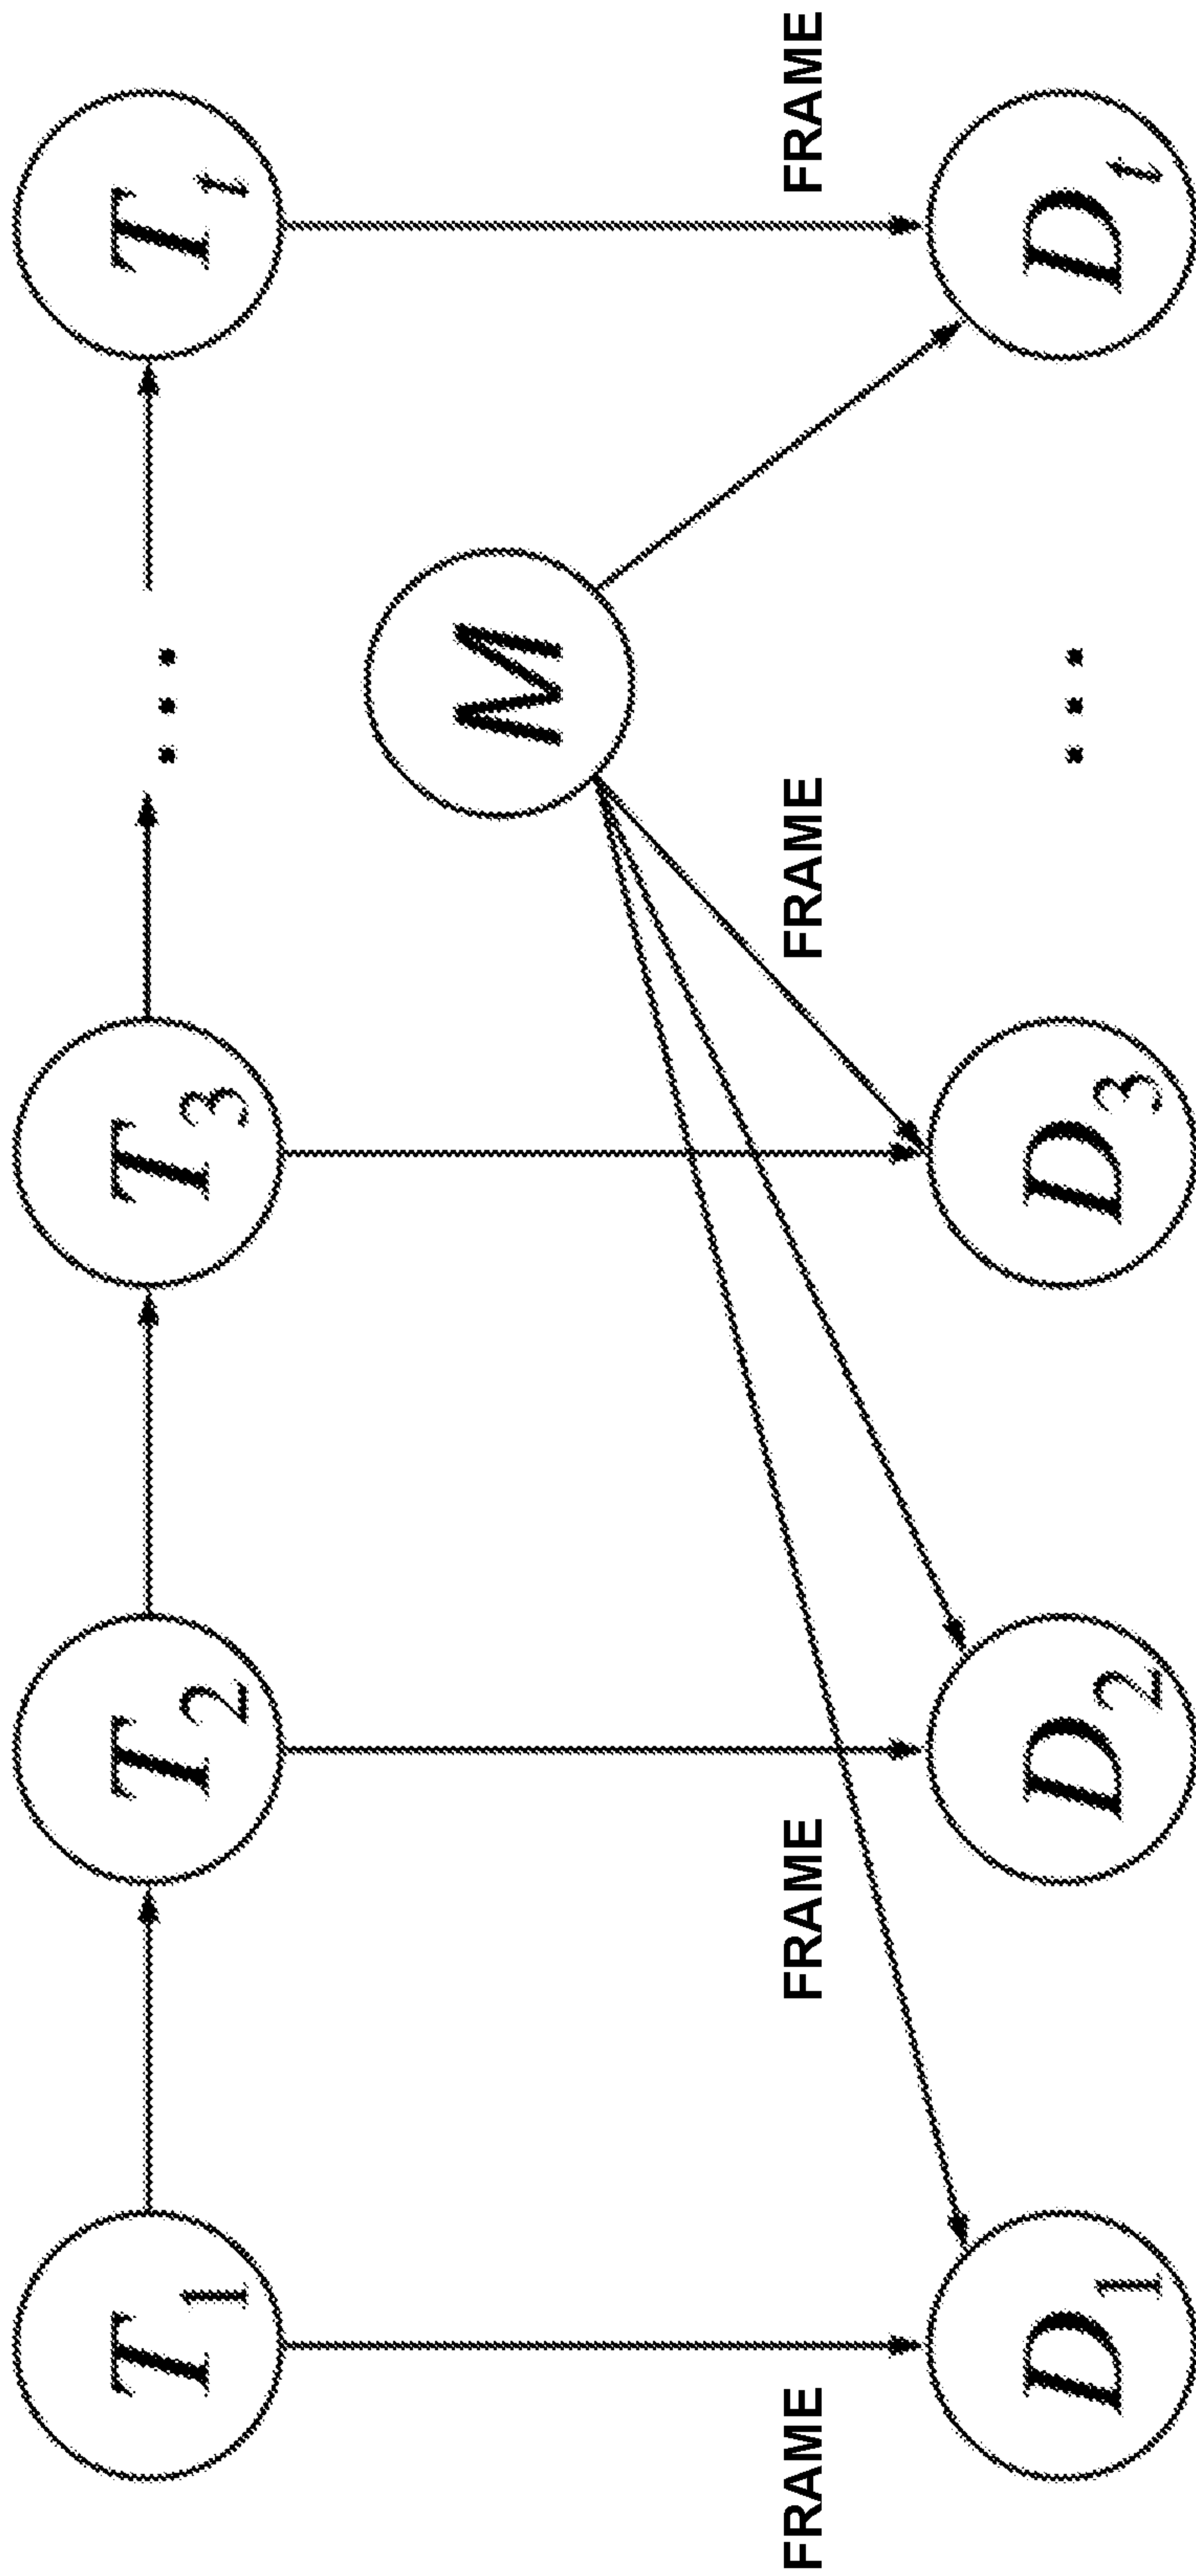 T1 T2 T3 ... Tt
M
FRAME FRAME FRAME FRAME
D1 D2 D3 ... Dt